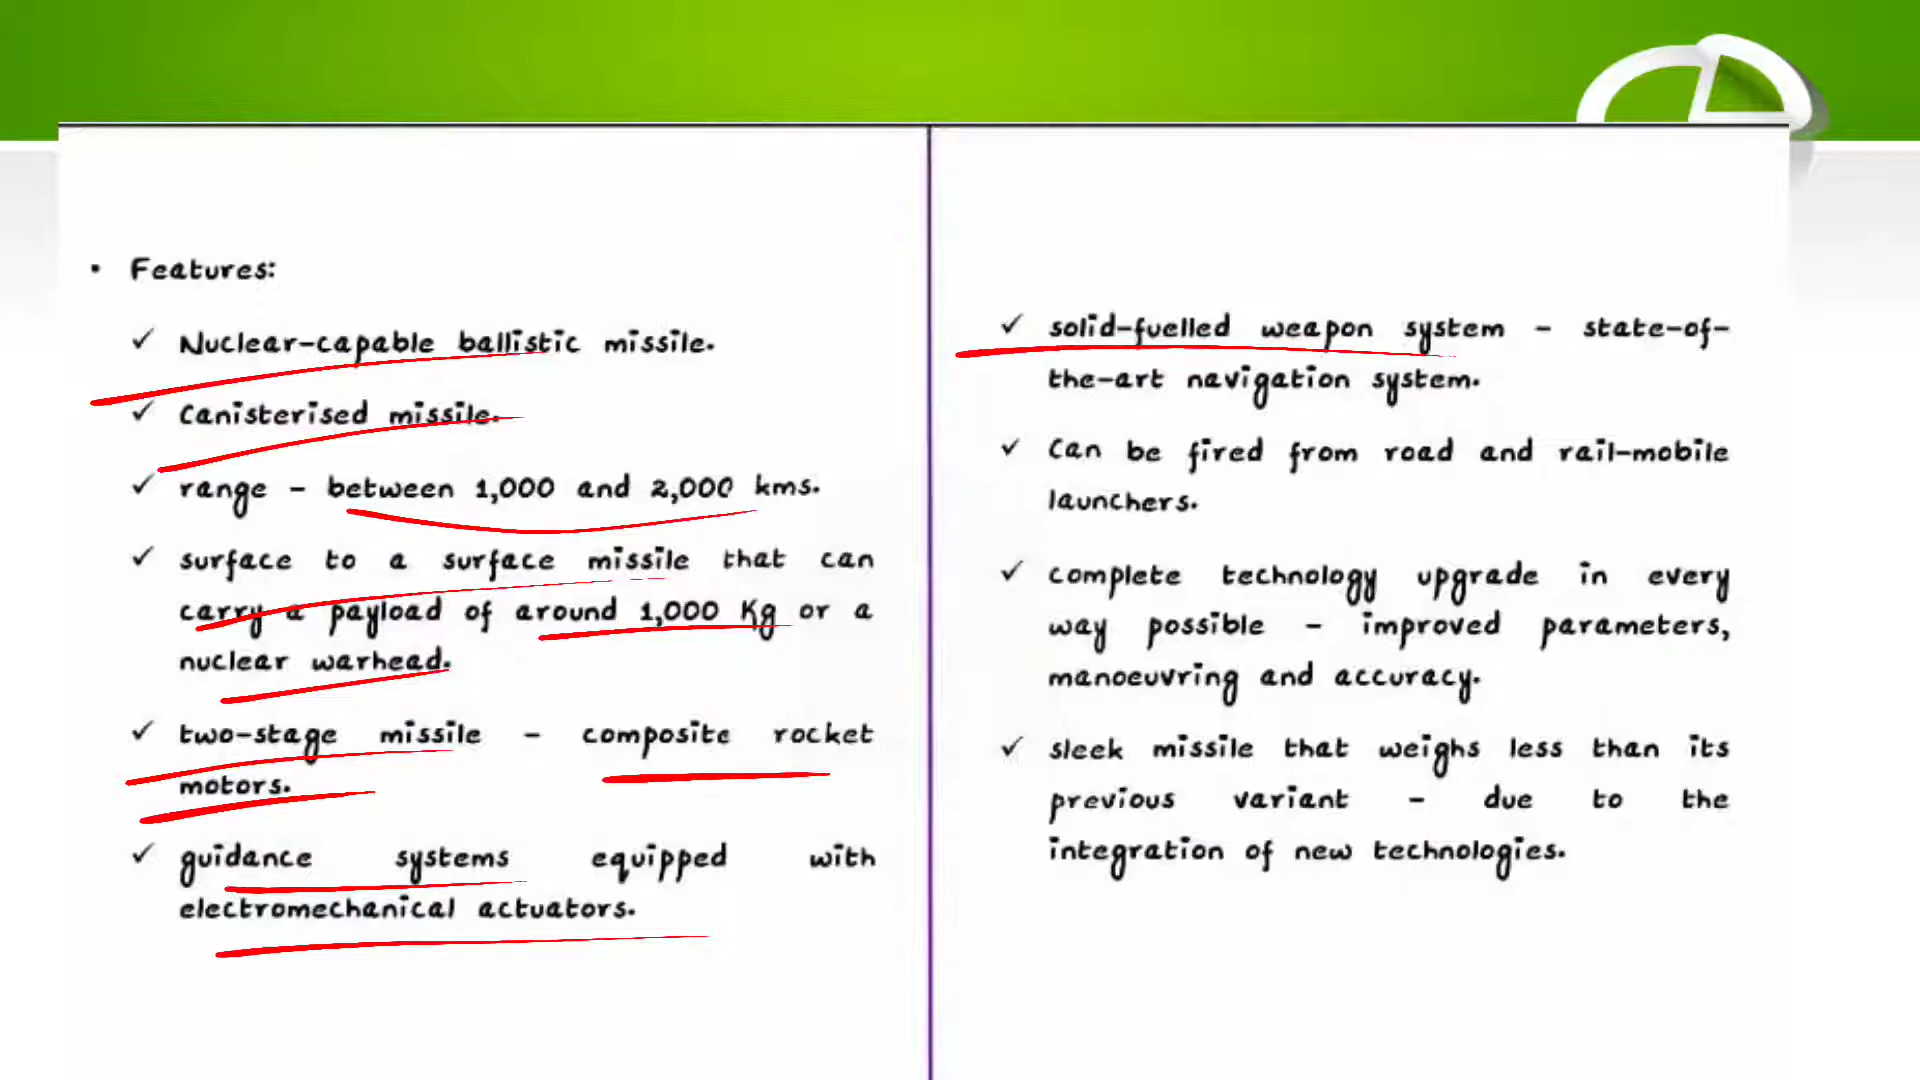 • Features:
✓ Nuclear-capable ballistic missile.
✓ Canisterised missile.
✓ range - between 1,000 and 2,000 kms.
✓ surface to a surface missile that can
carry a payload of around 1,000 Kg or a
nuclear warhead.
✓ two-stage missile - composite rocket
motors.
✓ guidance systems equipped with
electromechanical actuators.
✓ solid-fuelled weapon system - state-of-
the-art navigation system.
✓ Can be fired from road and rail-mobile
launchers.
✓ complete technology upgrade in every
way possible - improved parameters,
manoeuvring and accuracy.
✓ sleek missile that weighs less than its
previous variant - due to the
integration of new technologies.